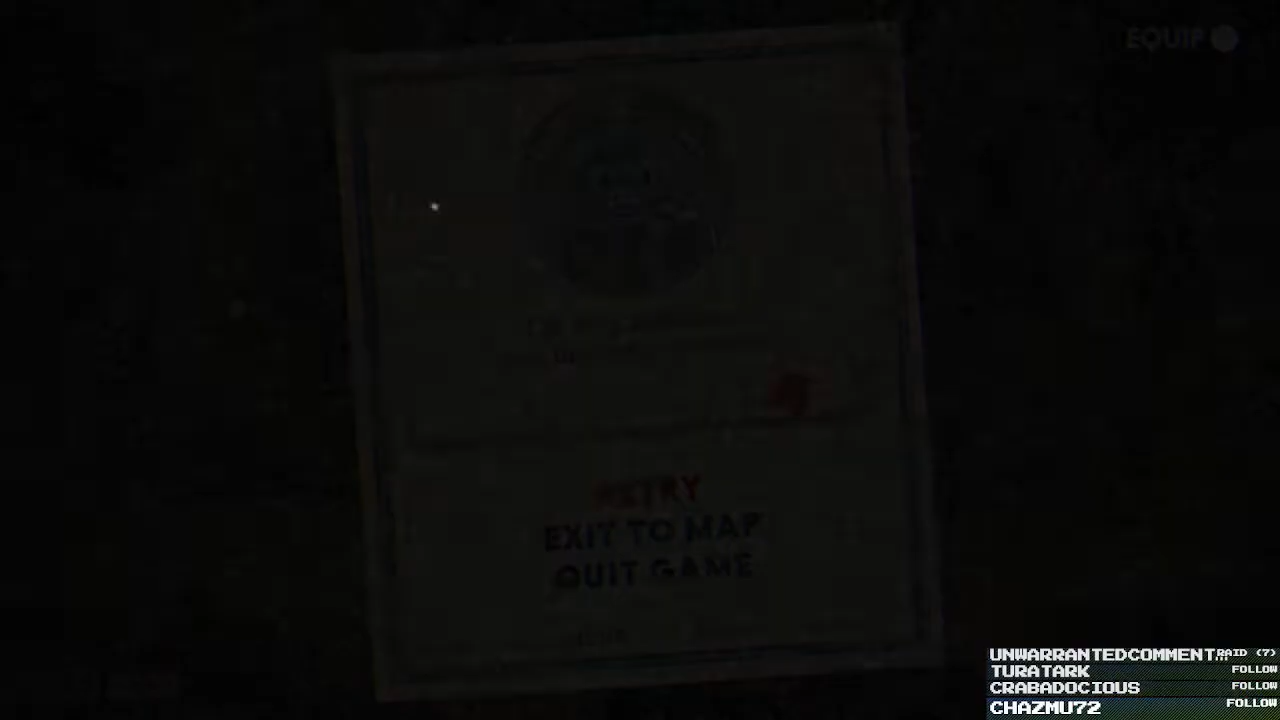 EQUIP
RETRY
EXIT TO MAP
QUIT GAME
UNWARRANTEDCOMMENT... RAID (7)
TURATARK FOLLOW
CRABADOCIOUS FOLLOW
CHAZMU72 FOLLOW